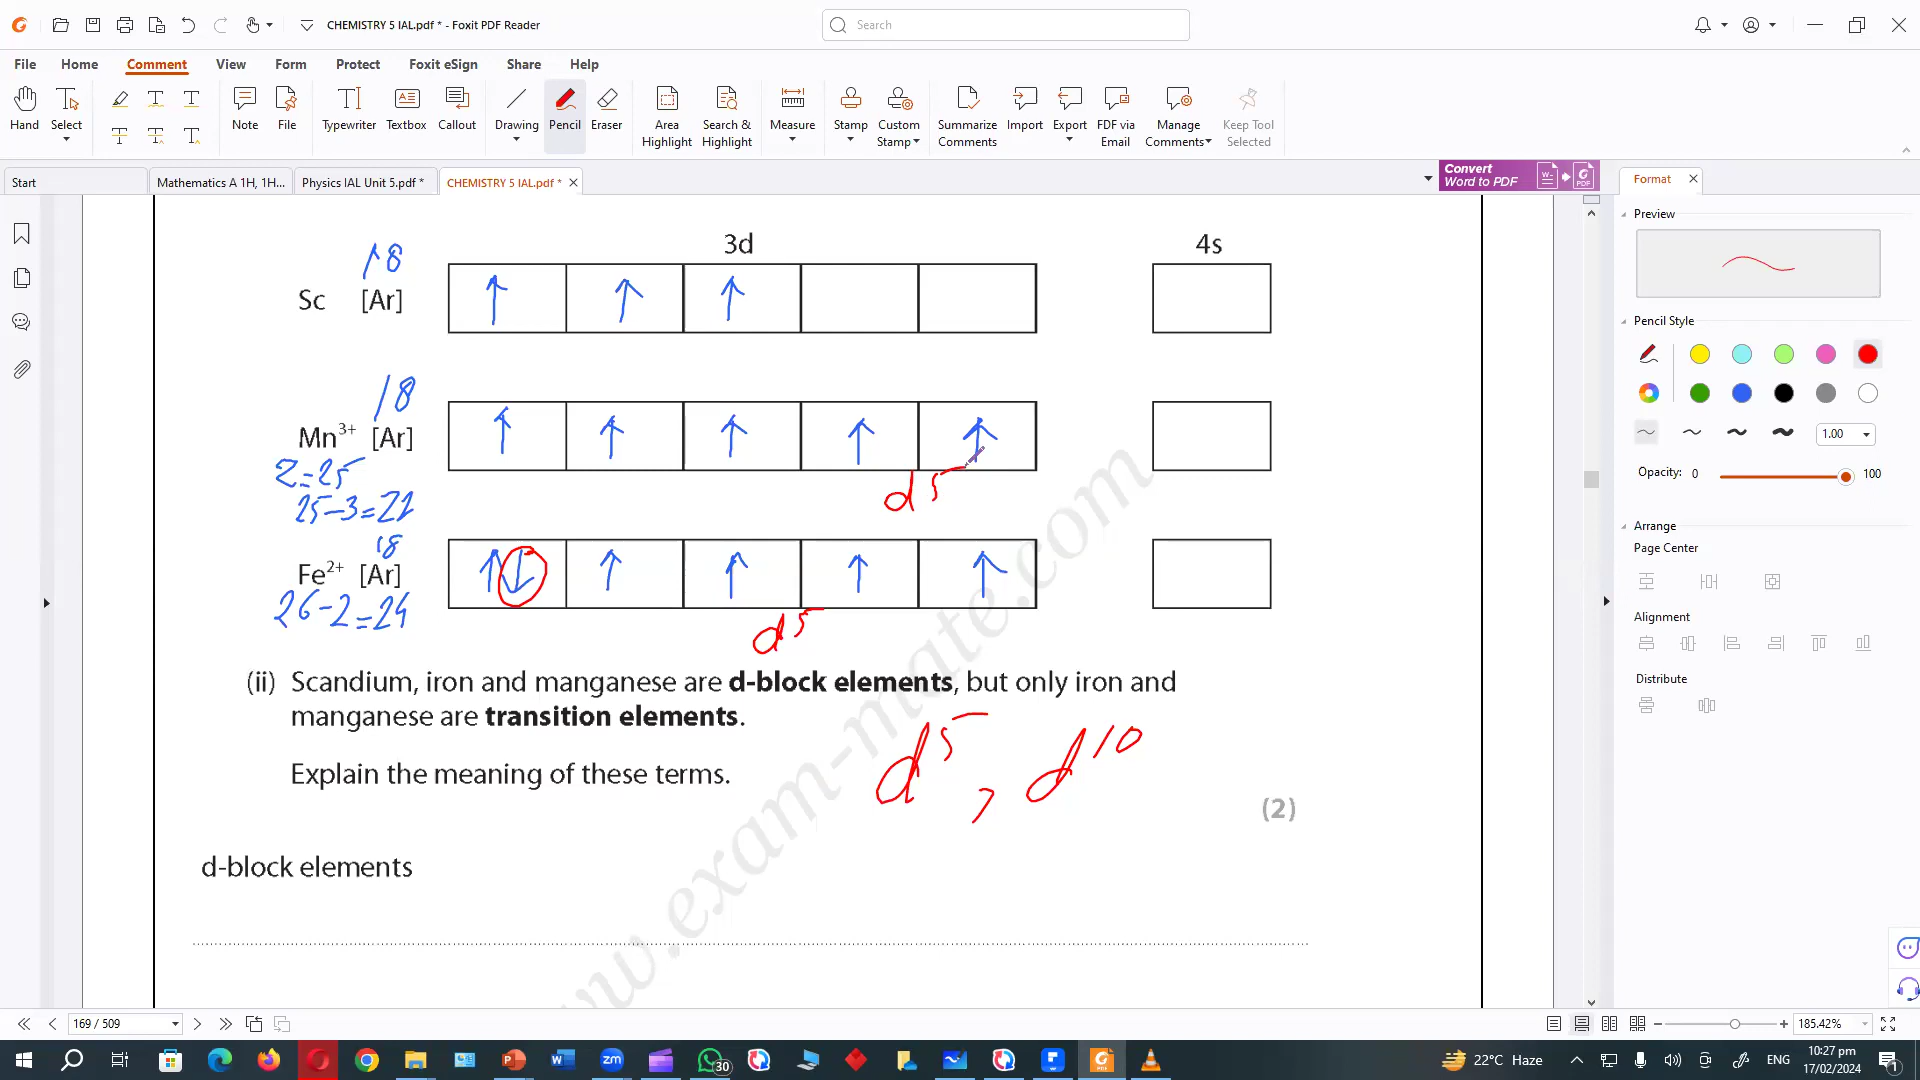 CHEMISTRY 5 IAL.pdf * - Foxit PDF Reader
Search
File Home Comment View Form Protect Foxit eSign Share Help
Hand Select Note File Typewriter Textbox Callout Drawing Pencil Eraser Area Highlight Search & Highlight Measure Stamp Custom Stamp Summarize Comments Import Export FDF via Email Manage Comments Keep Tool Selected
Start Mathematics A 1H, 1H... Physics IAL Unit 5.pdf * CHEMISTRY 5 IAL.pdf *
Convert Word to PDF
3d 4s
18
Sc [Ar]
18
Mn3+ [Ar]
Z=25
25-3=22
d5
18
Fe2+ [Ar]
26-2=24
d5
(ii) Scandium, iron and manganese are d-block elements, but only iron and
manganese are transition elements.
d5, d10
Explain the meaning of these terms.
(2)
d-block elements
www.exam-mate.com
Format
Preview
Pencil Style
1.00
Opacity: 0 100
Arrange
Page Center
Alignment
Distribute
169 / 509
185.42%
30
22°C Haze
ENG
10:27 pm
17/02/2024
1